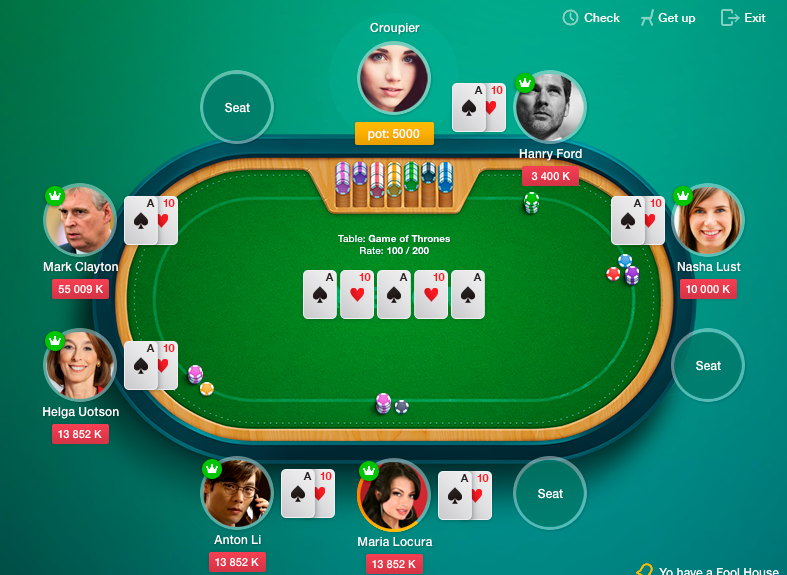 Check
Get up
Exit
Croupier
Seat
A 10
pot: 5000
Hanry Ford
3 400 K
A 10
Mark Clayton
55 009 K
A 10
Nasha Lust
10 000 K
Table: Game of Thrones
Rate: 100 / 200
A 10 A 10 A
A 10
Helga Uotson
13 852 K
Seat
A 10
Anton Li
13 852 K
A 10
Maria Locura
13 852 K
Seat
Yo have a Fool House